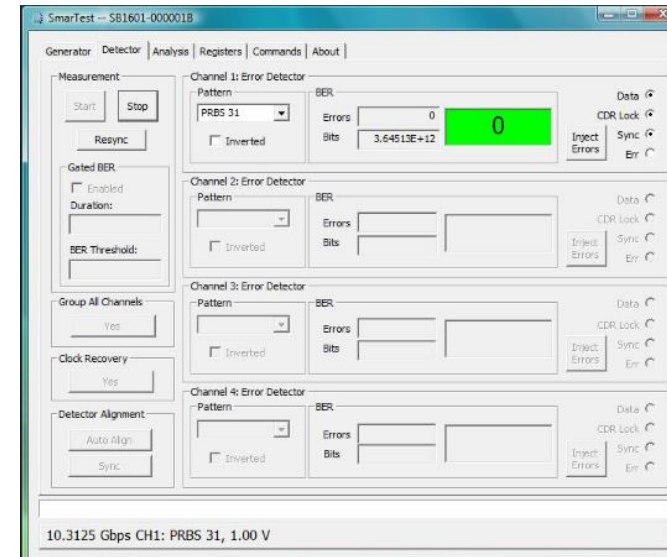 SmarTest -- SB1601-000001B
Generator Detector Analysis Registers Commands About
Measurement
Start Stop
Resync
Gated BER
Enabled
Duration:
BER Threshold:
Group All Channels
Yes
Clock Recovery
Yes
Detector Alignment
Auto Align
Sync
Channel 1: Error Detector
Pattern
PRBS 31
Inverted
BER
Errors 0
Bits 3.64513E+12
0
Inject Errors
Data
CDR Lock
Sync
Err
Channel 2: Error Detector
Pattern
Inverted
BER
Errors
Bits
Inject Errors
Data
CDR Lock
Sync
Err
Channel 3: Error Detector
Pattern
Inverted
BER
Errors
Bits
Inject Errors
Data
CDR Lock
Sync
Err
Channel 4: Error Detector
Pattern
Inverted
BER
Errors
Bits
Inject Errors
Data
CDR Lock
Sync
Err
10.3125 Gbps CH1: PRBS 31, 1.00 V